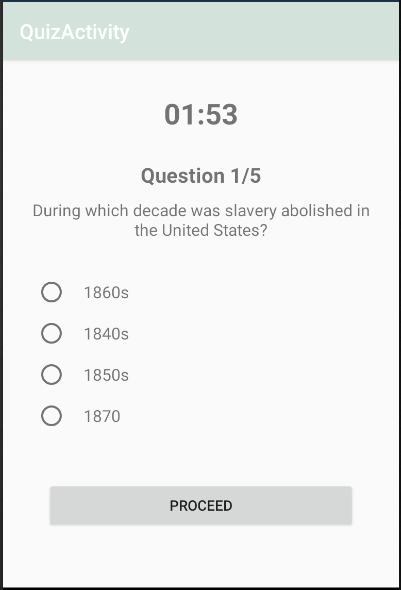 QuizActivity
01:53
Question 1/5
During which decade was slavery abolished in
the United States?
1860s
1840s
1850s
1870
PROCEED